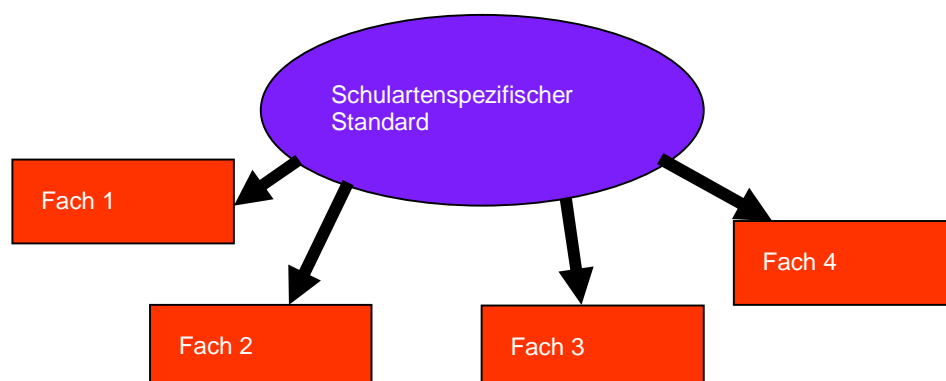 Schulartenspezifischer
Standard
Fach 1
Fach 2
Fach 3
Fach 4